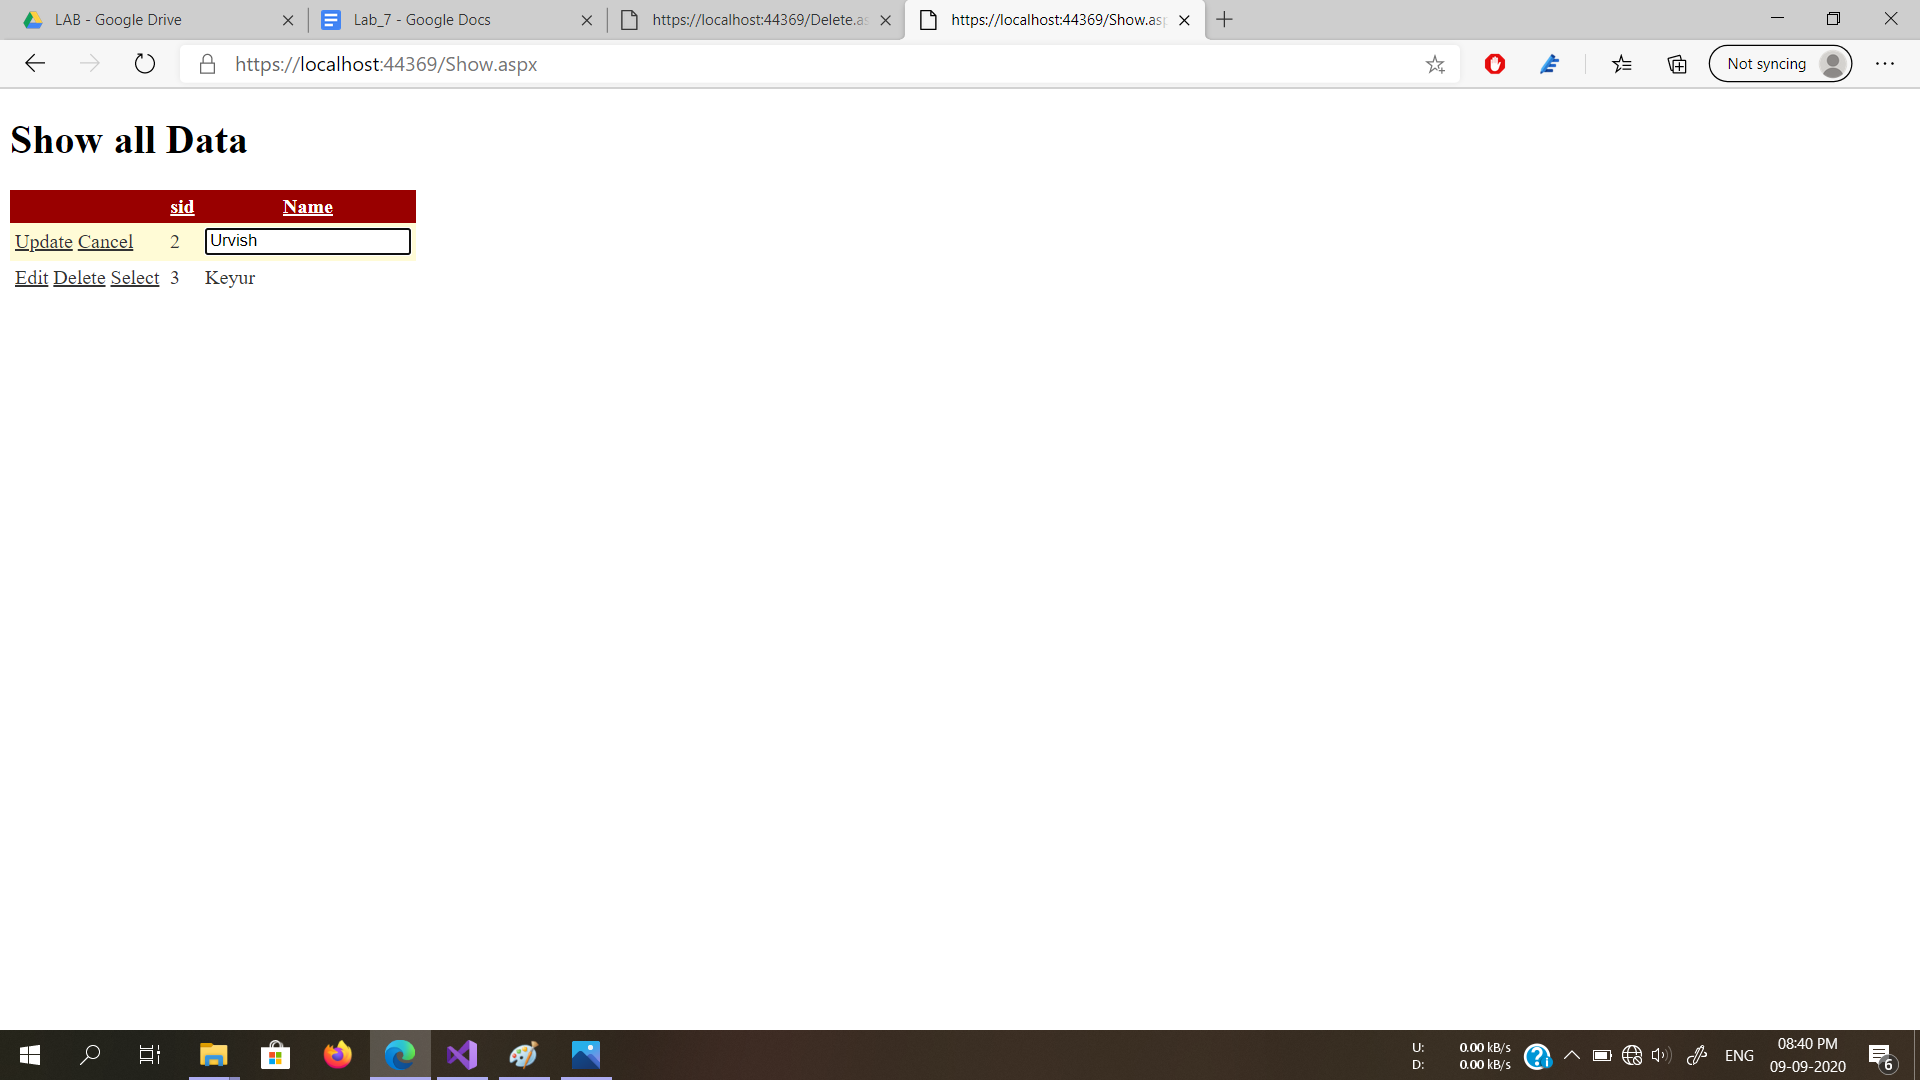 LAB - Google Drive
Lab_7 - Google Docs
https://localhost:44369/Delete.as
https://localhost:44369/Show.asp
https://localhost:44369/Show.aspx
Not syncing
Show all Data
sid Name
Update Cancel 2 Urvish
Edit Delete Select 3 Keyur
U: 0.00 kB/s
D: 0.00 kB/s
ENG
08:40 PM
09-09-2020
6